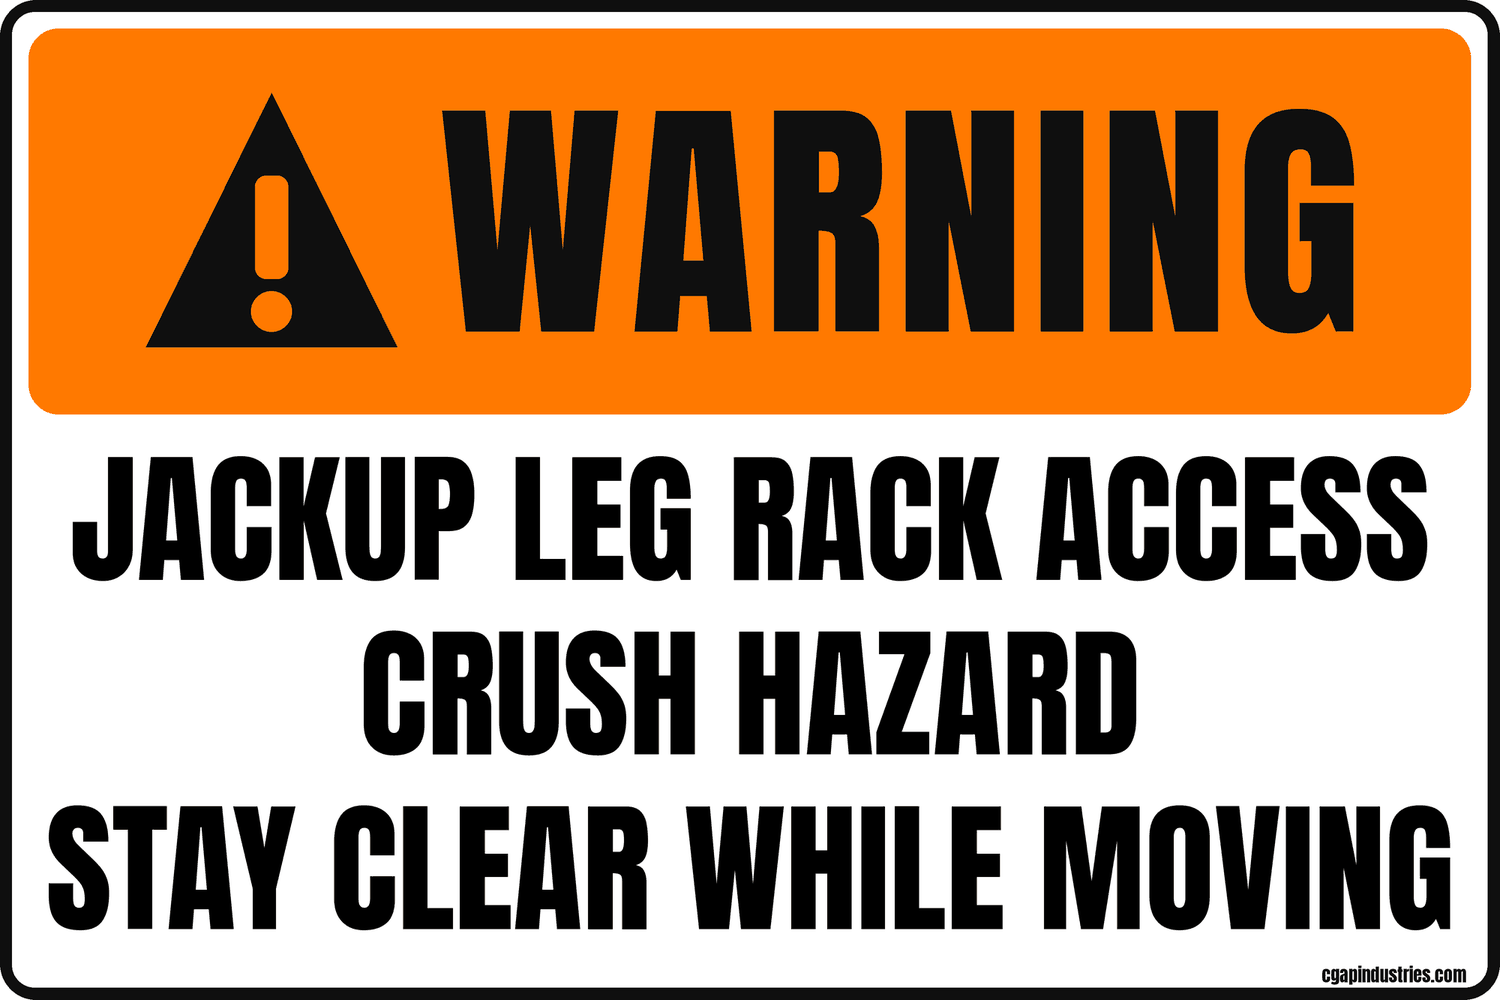 WARNING
JACKUP LEG RACK ACCESS
CRUSH HAZARD
STAY CLEAR WHILE MOVING
cgapindustries.com